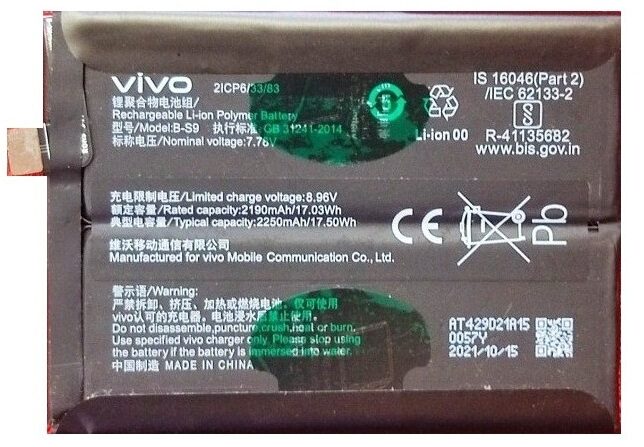 vivo 2ICP6/33/83
锂聚合物电池组/
Rechargeable Li-ion Polymer Battery
型号/Model:B-S9 执行标准:GB 31241-2014
标称电压/Nominal Voltage:7.76V
Li-ion 00
IS 16046(Part 2)
/IEC 62133-2
R-41135682
www.bis.gov.in
充电限制电压/Limited charge voltage:8.96V
额定容量/Rated capacity:2190mAh/17.03Wh
典型容量/Typical capacity:2250mAh/17.50Wh
CE
Pb
维沃移动通信有限公司
Manufactured for vivo Mobile Communication Co., Ltd.
警示语/Warning:
严禁拆卸、挤压、加热或燃烧电池。仅可使用
vivo认可的充电器。电池浸水后禁止使用。
Do not disassemble,puncture,crush,heat or burn.
Use specified vivo charger only. Please stop using
the battery if the battery is immersed into water.
中国制造 MADE IN CHINA
AT429D21A15
0057Y
2021/10/15